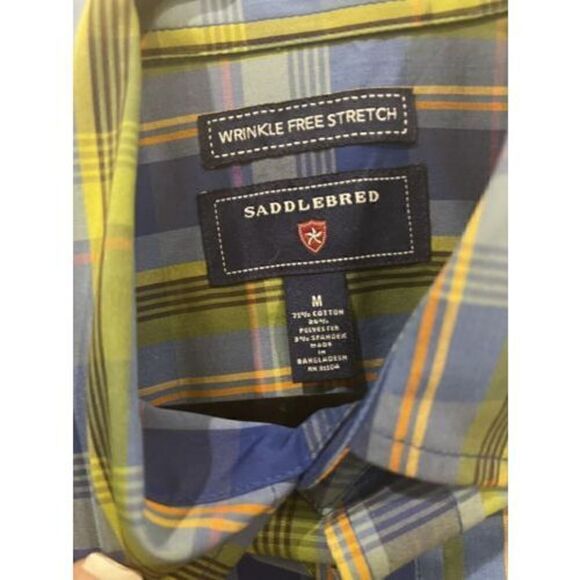 WRINKLE FREE STRETCH
SADDLEBRED
M
71% COTTON
26%
POLYESTER
3% SPANDEX
MADE
IN
BANGLADESH